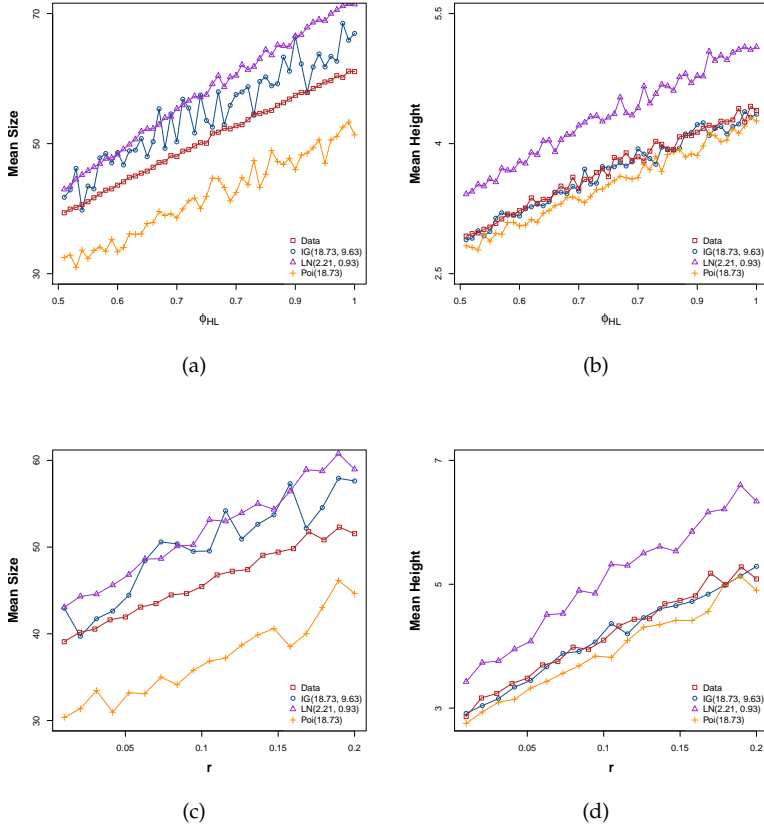 Mean Size
70
50
30
0.5
0.6
0.7
0.7
0.9
1
ϕHL
Data
IG(18.73, 9.63)
LN(2.21, 0.93)
Poi(18.73)
(a)
Mean Height
5.5
4
2.5
0.5
0.6
0.7
0.7
0.9
1
ϕHL
Data
IG(18.73, 9.63)
LN(2.21, 0.93)
Poi(18.73)
(b)
Mean Size
60
50
40
30
0.05
0.1
0.15
0.2
r
Data
IG(18.73, 9.63)
LN(2.21, 0.93)
Poi(18.73)
(c)
Mean Height
7
5
3
0.05
0.1
0.15
0.2
r
Data
IG(18.73, 9.63)
LN(2.21, 0.93)
Poi(18.73)
(d)